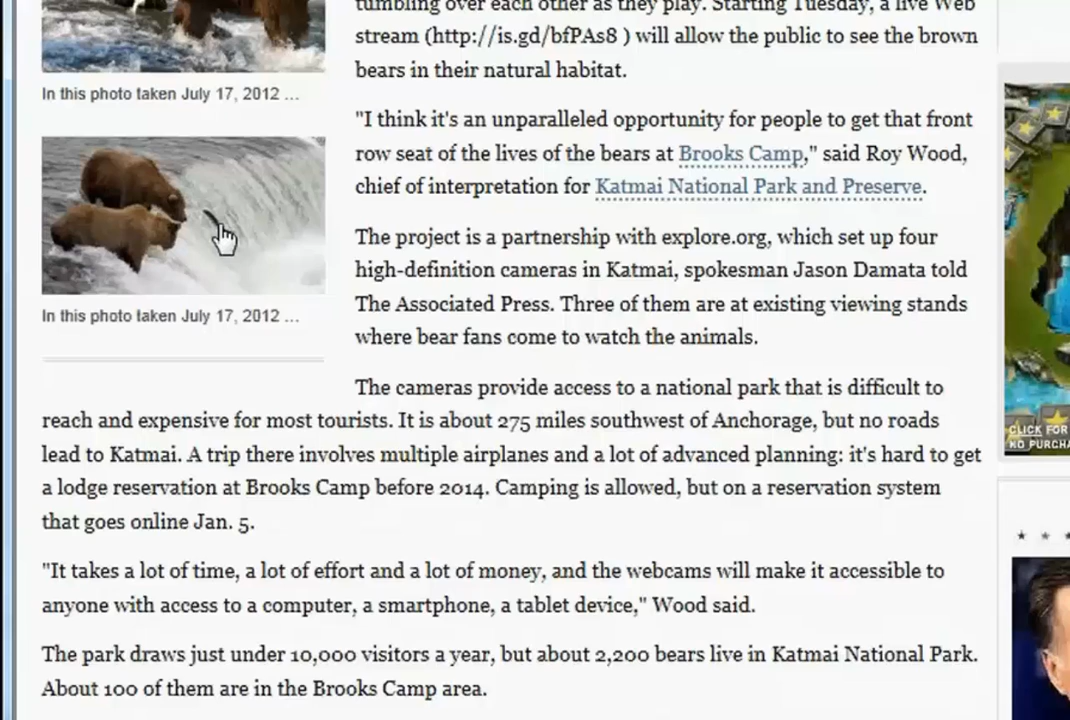 tumbling over each other as they play. Starting Tuesday, a live Web
stream (http://is.gd/bfPAs8 ) will allow the public to see the brown
bears in their natural habitat.
In this photo taken July 17, 2012 ...
"I think it's an unparalleled opportunity for people to get that front
row seat of the lives of the bears at Brooks Camp," said Roy Wood,
chief of interpretation for Katmai National Park and Preserve.
The project is a partnership with explore.org, which set up four
high-definition cameras in Katmai, spokesman Jason Damata told
The Associated Press. Three of them are at existing viewing stands
where bear fans come to watch the animals.
In this photo taken July 17, 2012 ...
The cameras provide access to a national park that is difficult to
reach and expensive for most tourists. It is about 275 miles southwest of Anchorage, but no roads
lead to Katmai. A trip there involves multiple airplanes and a lot of advanced planning: it's hard to get
a lodge reservation at Brooks Camp before 2014. Camping is allowed, but on a reservation system
that goes online Jan. 5.
"It takes a lot of time, a lot of effort and a lot of money, and the webcams will make it accessible to
anyone with access to a computer, a smartphone, a tablet device," Wood said.
The park draws just under 10,000 visitors a year, but about 2,200 bears live in Katmai National Park.
About 100 of them are in the Brooks Camp area.
CLICK FOR
NO PURCHA